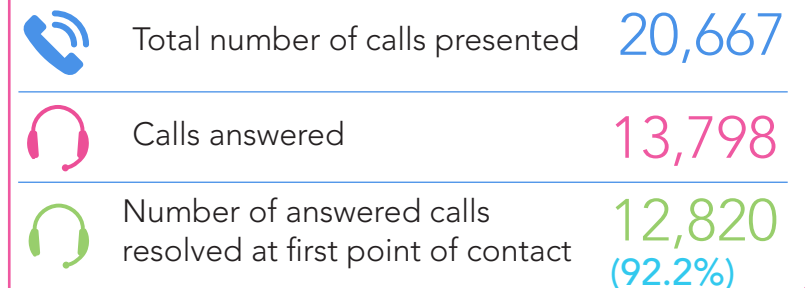 Total number of calls presented 20,667
Calls answered 13,798
Number of answered calls
resolved at first point of contact 12,820
(92.2%)